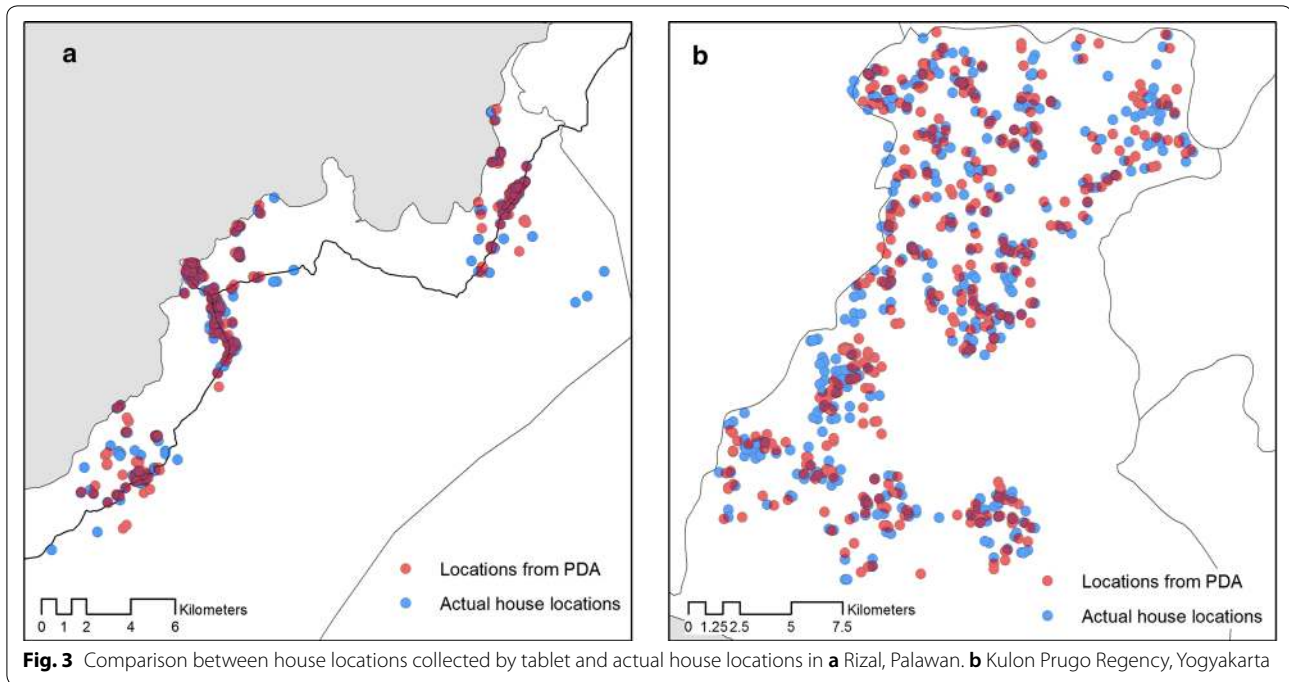 a
Locations from PDA
Actual house locations
Kilometers
0 1 2 4 6
b
Locations from PDA
Actual house locations
Kilometers
0 1.252.5 5 7.5
Fig. 3 Comparison between house locations collected by tablet and actual house locations in a Rizal, Palawan. b Kulon Prugo Regency, Yogyakarta